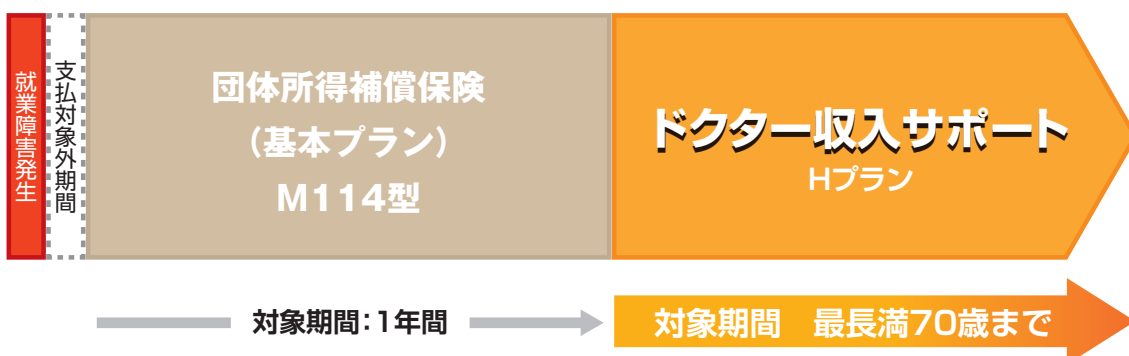 就業障害発生
支払対象外期間
団体所得補償保険
（基本プラン）
M114型
ドクター収入サポート
Hプラン
対象期間：1年間
対象期間　最長満70歳まで